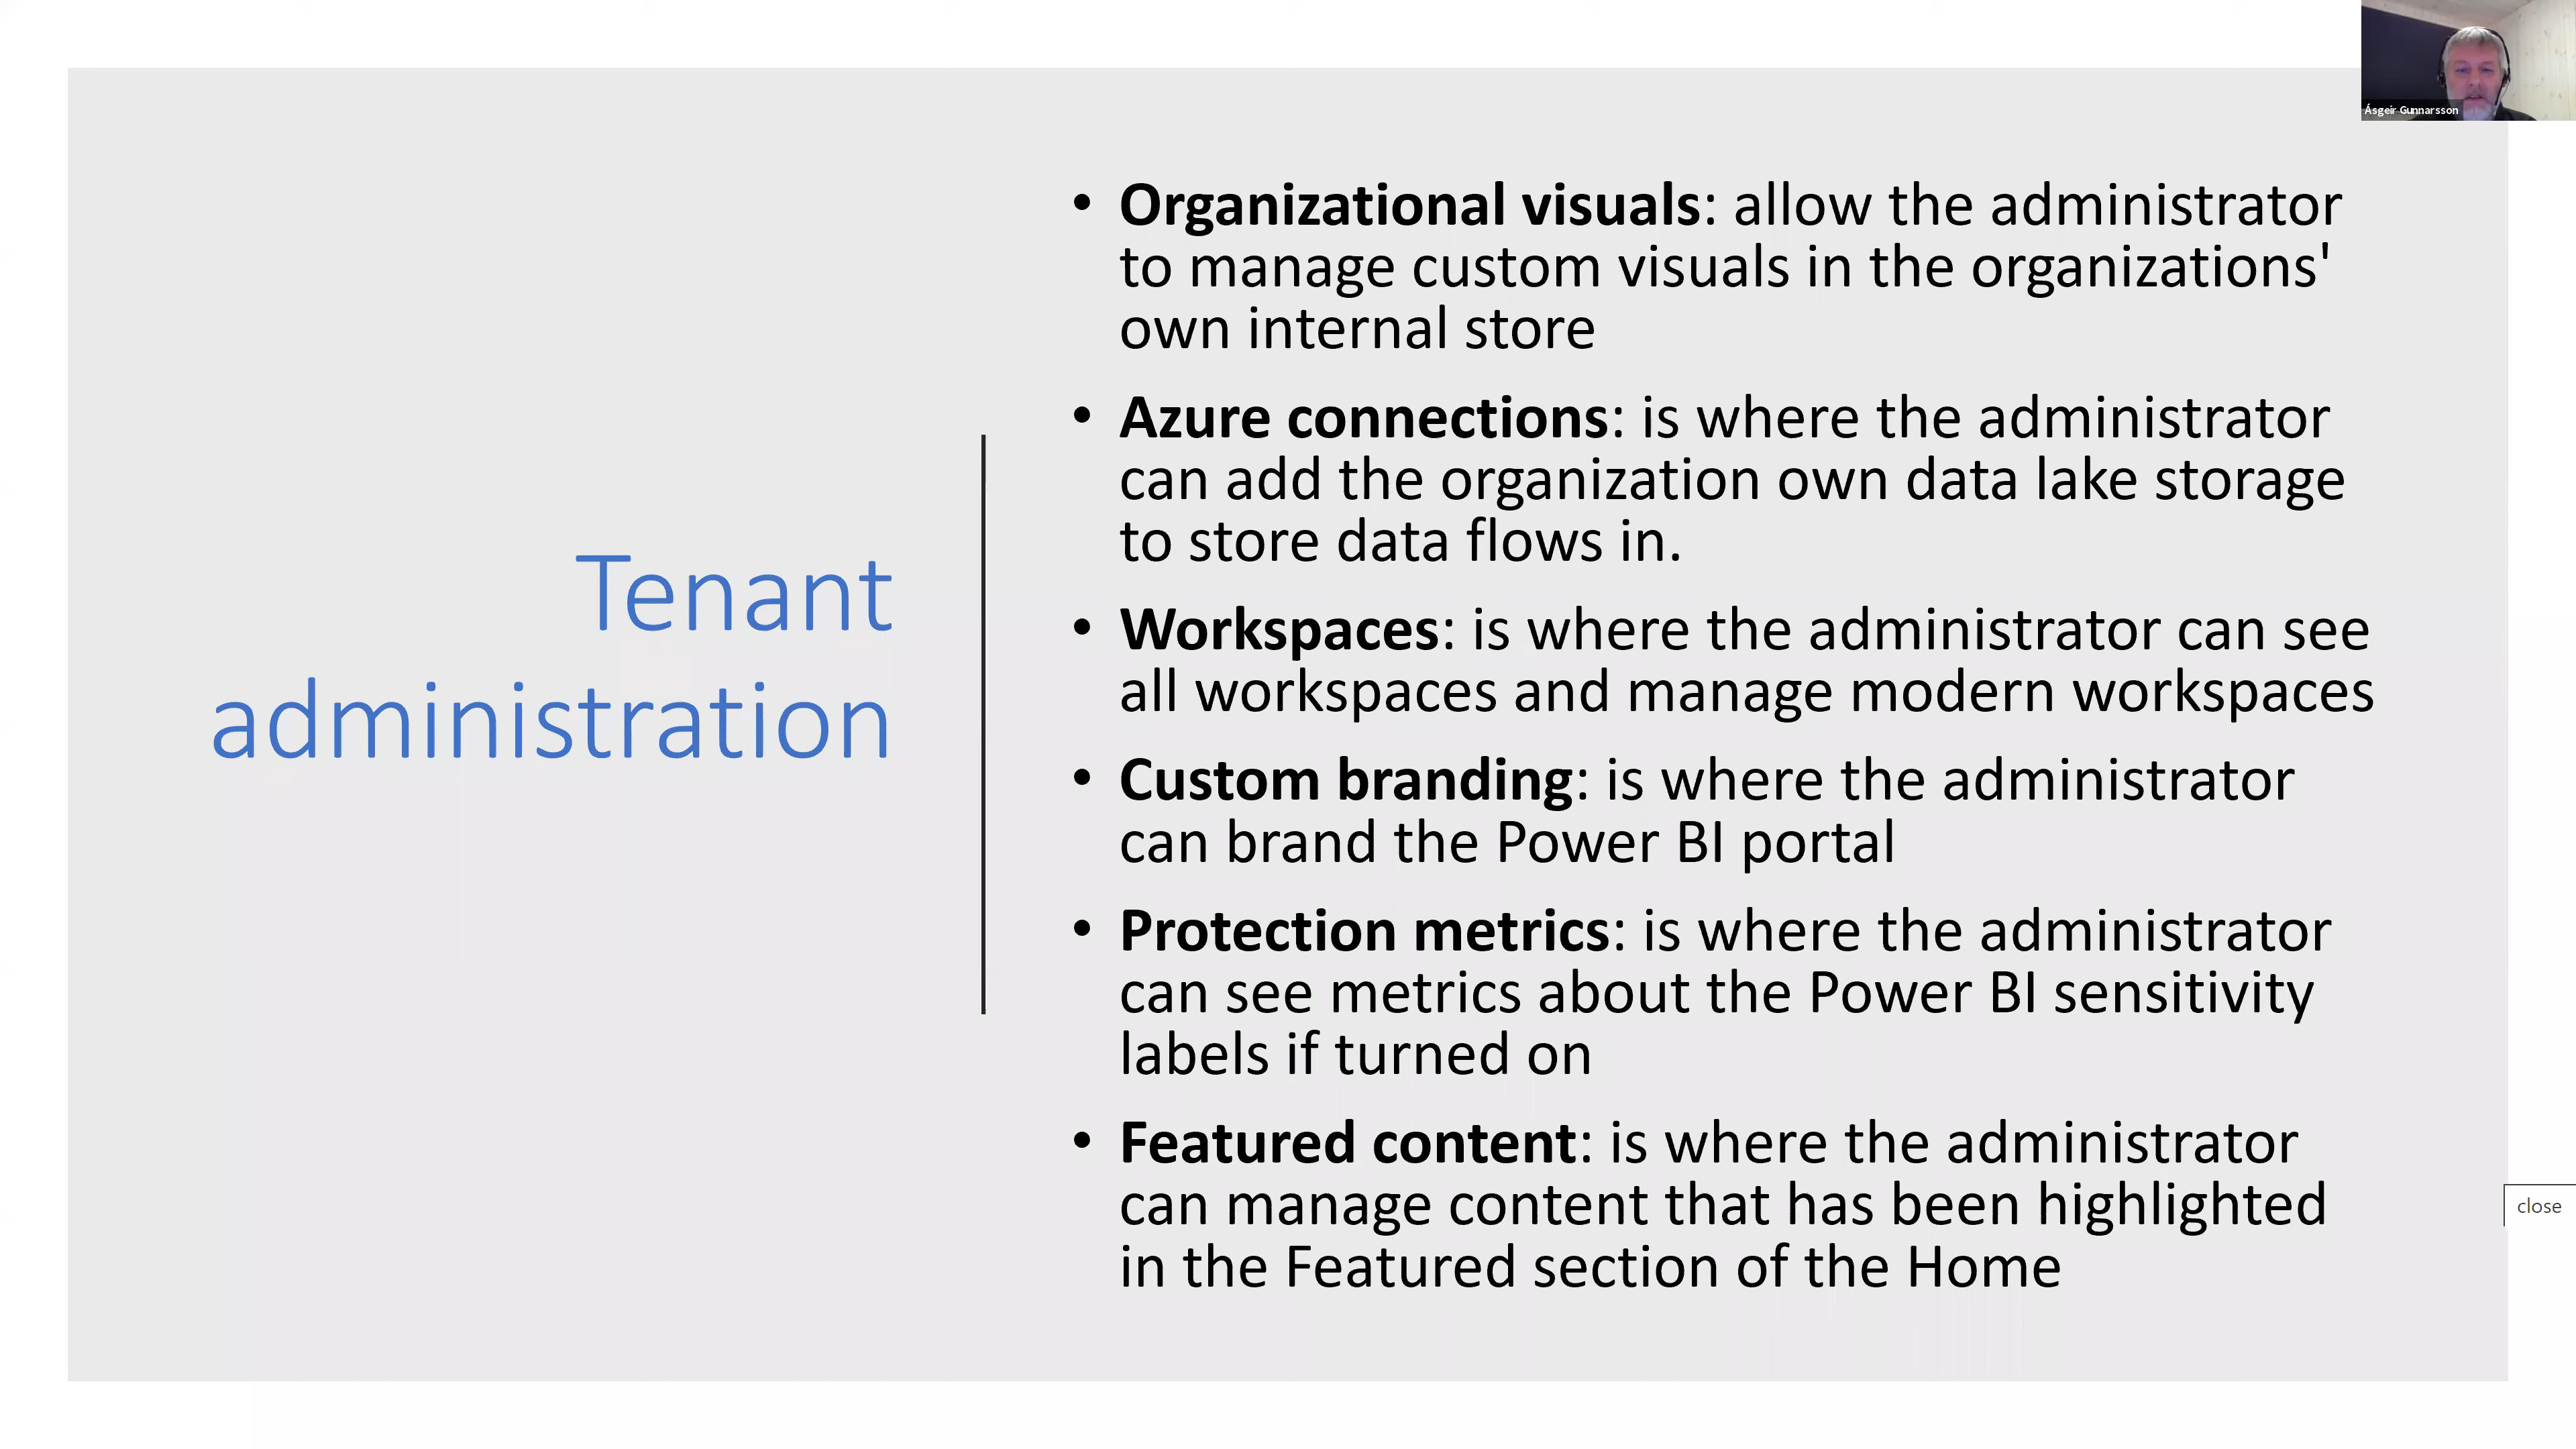 Ásgeir Gunnarsson
Tenant
administration
• Organizational visuals: allow the administrator
to manage custom visuals in the organizations'
own internal store
• Azure connections: is where the administrator
can add the organization own data lake storage
to store data flows in.
• Workspaces: is where the administrator can see
all workspaces and manage modern workspaces
• Custom branding: is where the administrator
can brand the Power BI portal
• Protection metrics: is where the administrator
can see metrics about the Power BI sensitivity
labels if turned on
• Featured content: is where the administrator
can manage content that has been highlighted
in the Featured section of the Home
close